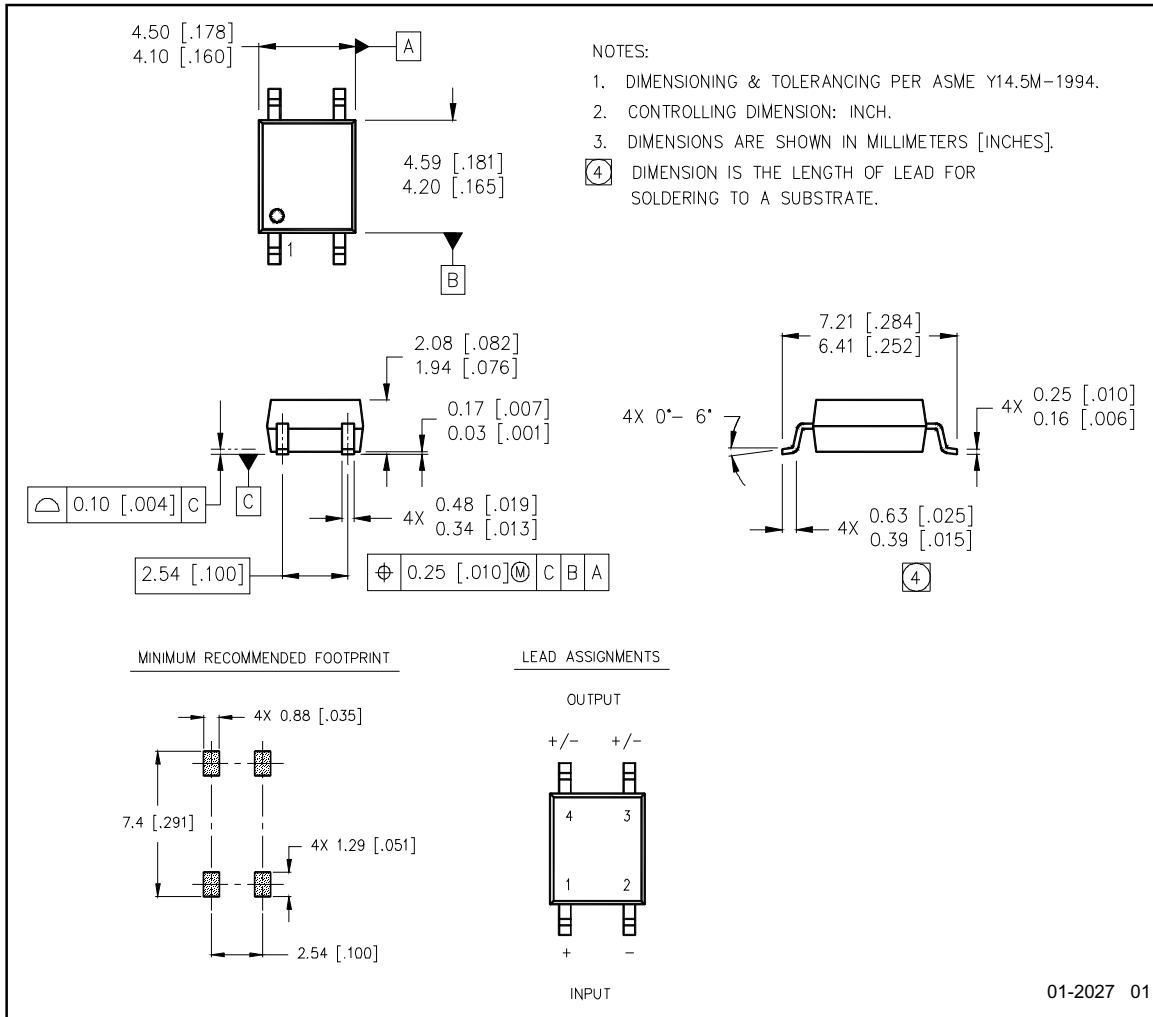 4.50 [.178]
4.10 [.160]
A
NOTES:
1. DIMENSIONING & TOLERANCING PER ASME Y14.5M-1994.
2. CONTROLLING DIMENSION: INCH.
3. DIMENSIONS ARE SHOWN IN MILLIMETERS [INCHES].
4 DIMENSION IS THE LENGTH OF LEAD FOR
SOLDERING TO A SUBSTRATE.
4.59 [.181]
4.20 [.165]
1
B
2.08 [.082]
1.94 [.076]
0.17 [.007]
0.03 [.001]
⌓ 0.10 [.004] C
C
4X 0.48 [.019]
0.34 [.013]
2.54 [.100]
⌖ 0.25 [.010] Ⓜ C B A
7.21 [.284]
6.41 [.252]
4X 0°- 6°
4X 0.25 [.010]
0.16 [.006]
4X 0.63 [.025]
0.39 [.015]
4
MINIMUM RECOMMENDED FOOTPRINT
4X 0.88 [.035]
7.4 [.291]
4X 1.29 [.051]
2.54 [.100]
LEAD ASSIGNMENTS
OUTPUT
+/- +/-
4 3
1 2
+ -
INPUT
01-2027 01